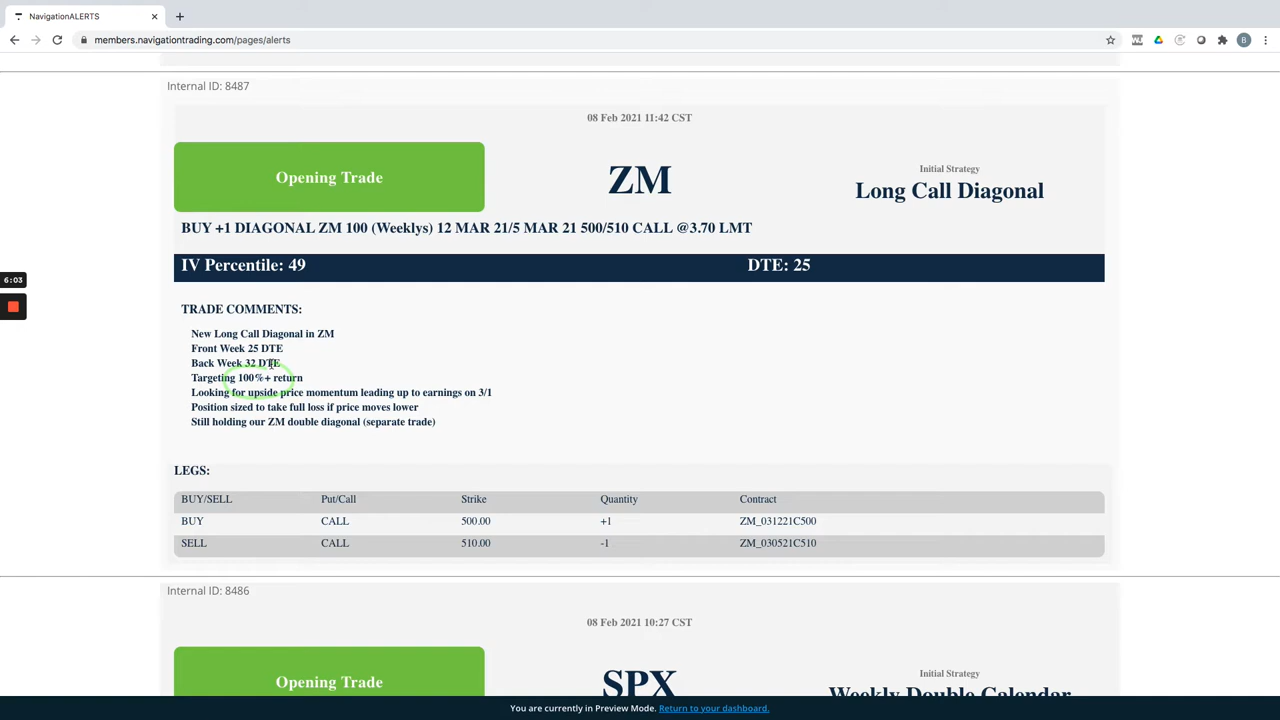 NavigationALERTS
members.navigationtrading.com/pages/alerts
B
Internal ID: 8487
08 Feb 2021 11:42 CST
Opening Trade
ZM
Initial Strategy
Long Call Diagonal
BUY +1 DIAGONAL ZM 100 (Weeklys) 12 MAR 21/5 MAR 21 500/510 CALL @3.70 LMT
IV Percentile: 49 DTE: 25
6:03
TRADE COMMENTS:
New Long Call Diagonal in ZM
Front Week 25 DTE
Back Week 32 DTE
Targeting 100%+ return
Looking for upside price momentum leading up to earnings on 3/1
Position sized to take full loss if price moves lower
Still holding our ZM double diagonal (separate trade)
LEGS:
BUY/SELL Put/Call Strike Quantity Contract
BUY CALL 500.00 +1 ZM_031221C500
SELL CALL 510.00 -1 ZM_030521C510
Internal ID: 8486
08 Feb 2021 10:27 CST
Opening Trade
SPX
Initial Strategy
Weekly Double Calendar
You are currently in Preview Mode. Return to your dashboard.